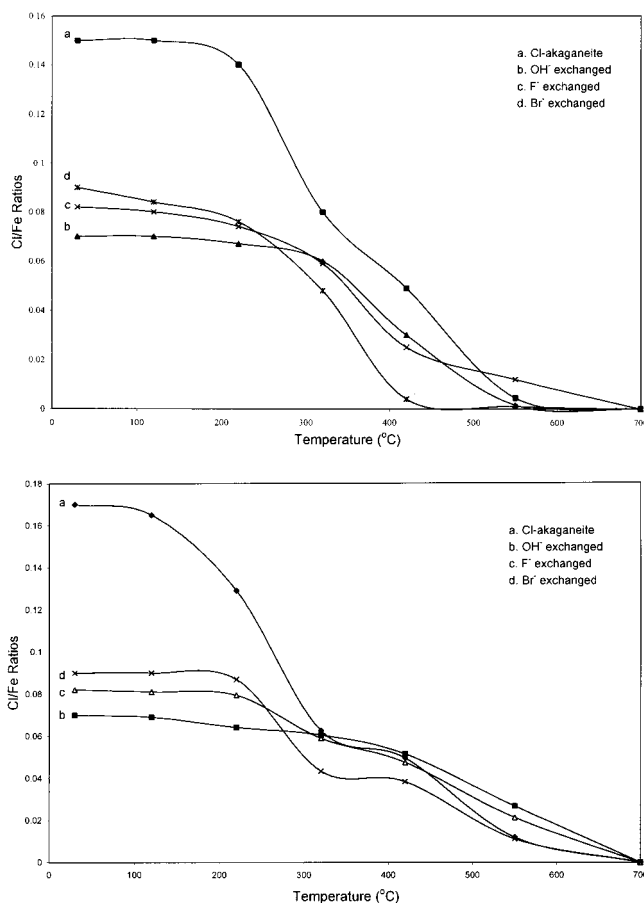 0.16
a
0.14
0.12
0.1
d
c
0.08
b
0.06
0.04
0.02
0
Cl/Fe Ratios
a. Cl-akaganeite
b. OH⁻ exchanged
c. F⁻ exchanged
d. Br⁻ exchanged
0 100 200 300 400 500 600 700
Temperature (°C)
0.18
a
0.16
0.14
0.12
0.1
d
c
0.08
b
0.06
0.04
0.02
0
Cl/Fe Ratios
a. Cl-akaganeite
b. OH⁻ exchanged
c. F⁻ exchanged
d. Br⁻ exchanged
0 100 200 300 400 500 600 700
Temperature (°C)